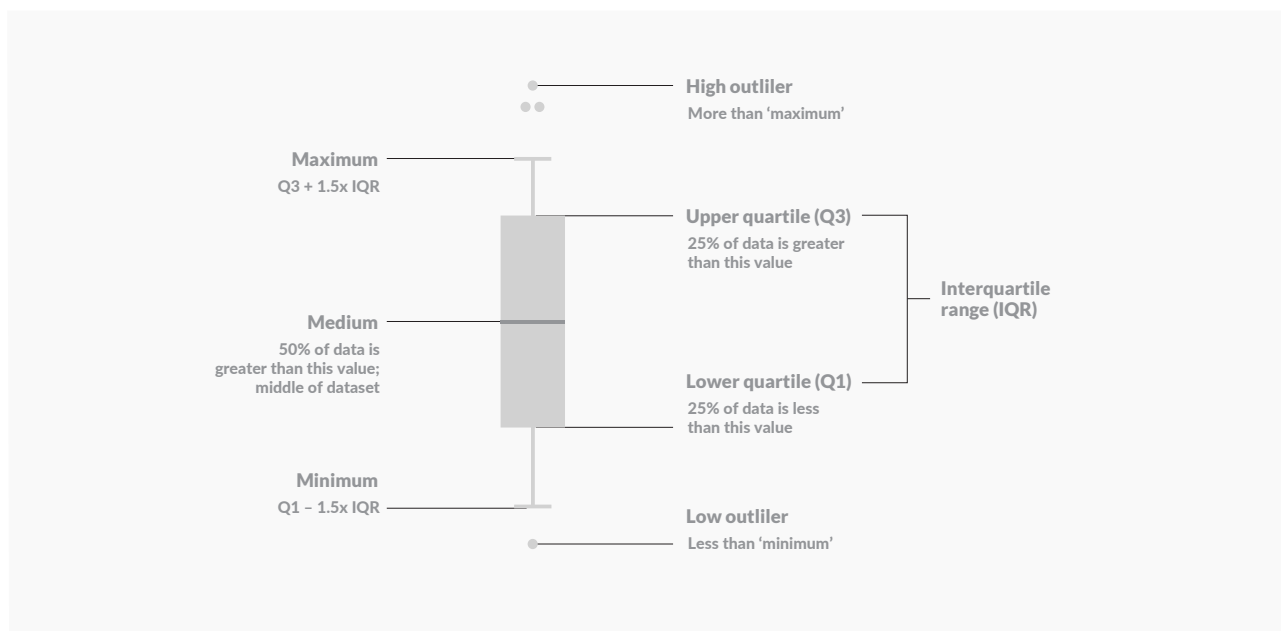 High outliler
More than ‘maximum’
Maximum
Q3 + 1.5x IQR
Upper quartile (Q3)
25% of data is greater
than this value
Interquartile
range (IQR)
Medium
50% of data is
greater than this value;
middle of dataset
Lower quartile (Q1)
25% of data is less
than this value
Minimum
Q1 – 1.5x IQR
Low outliler
Less than ‘minimum’